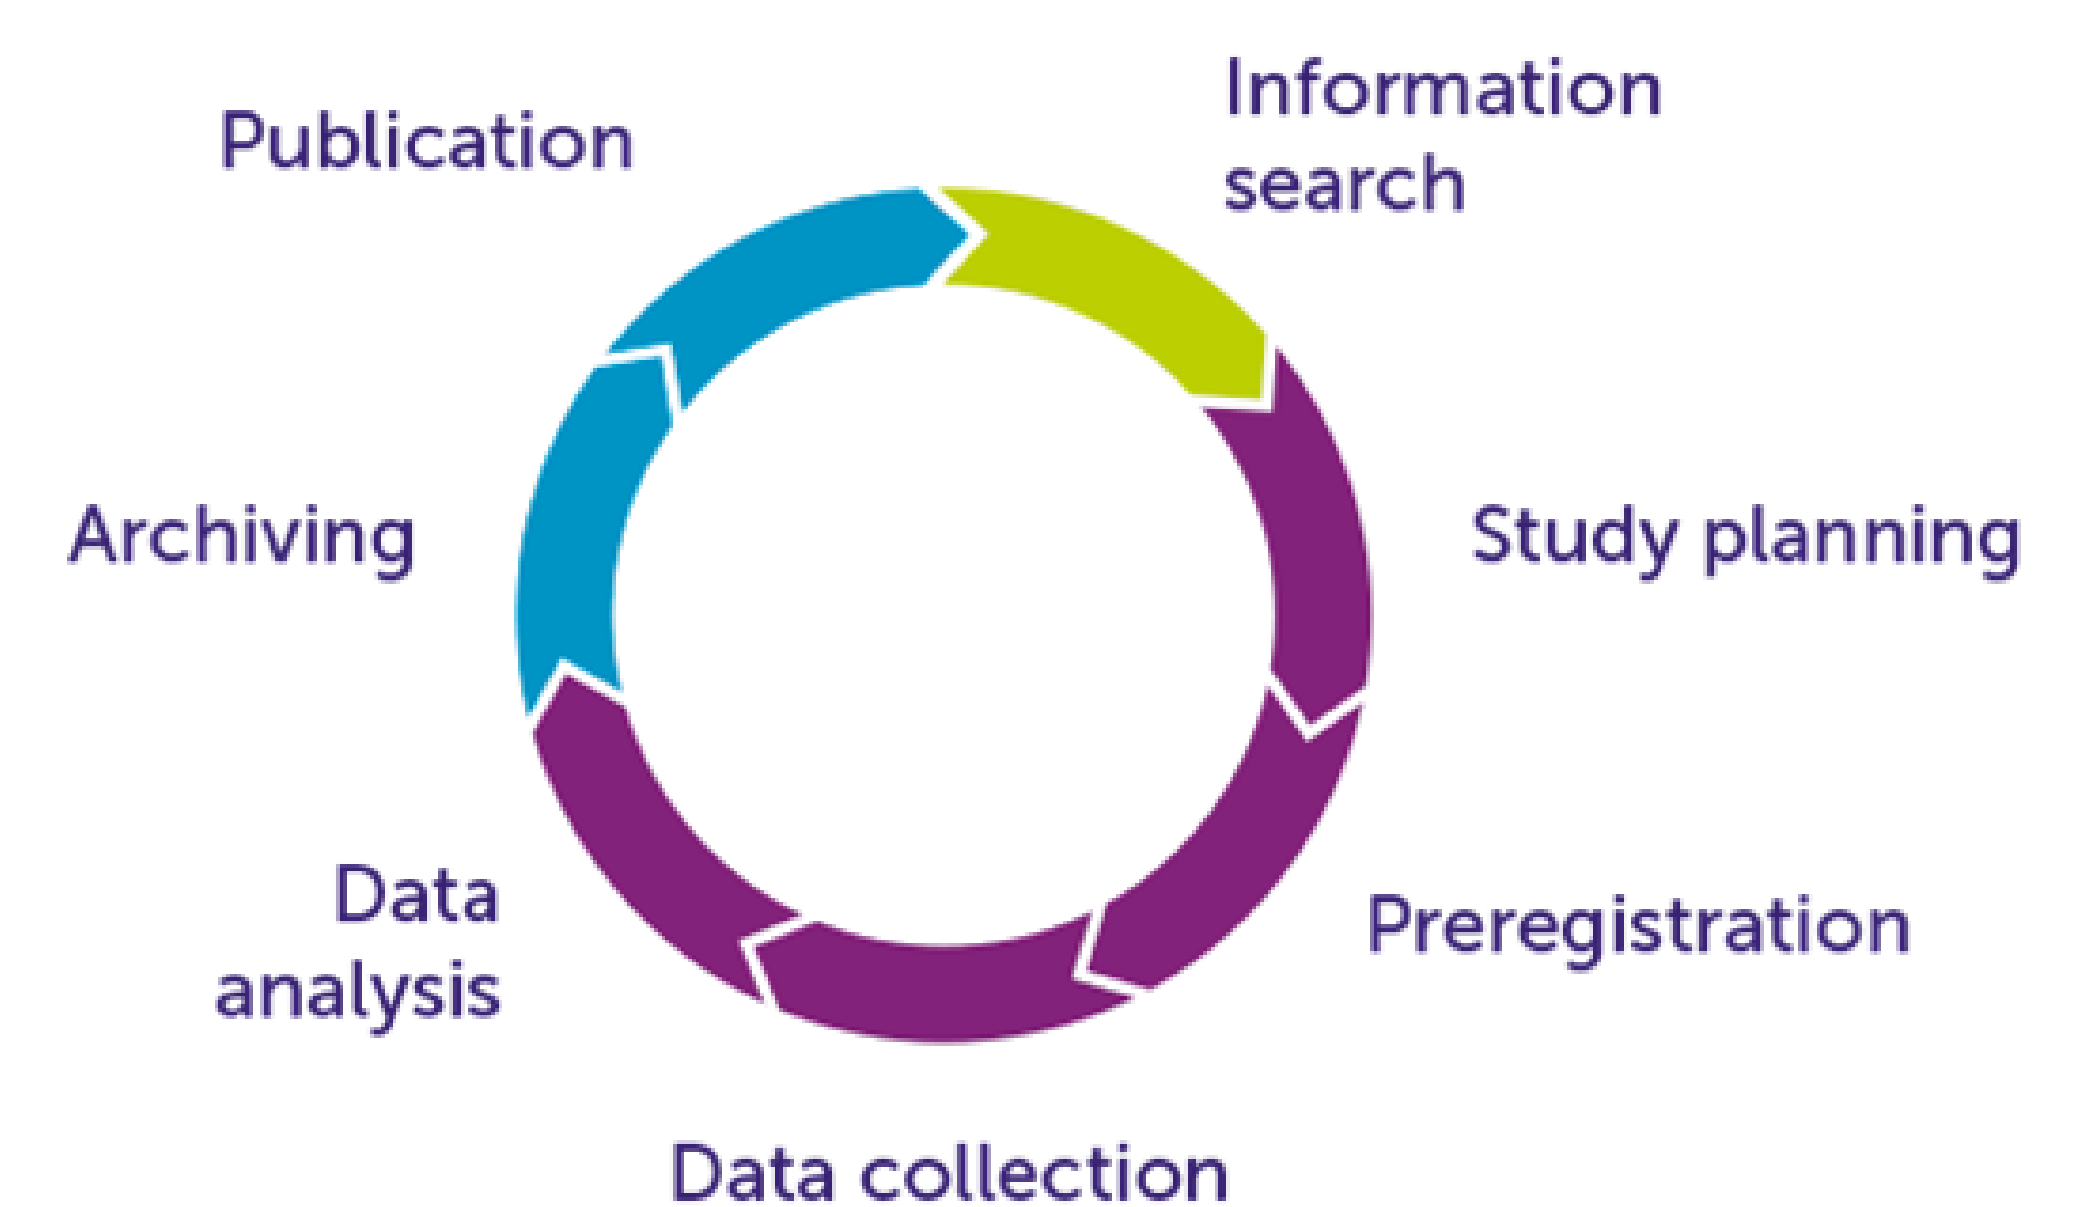 Information
search
Study planning
Preregistration
Data collection
Data
analysis
Archiving
Publication